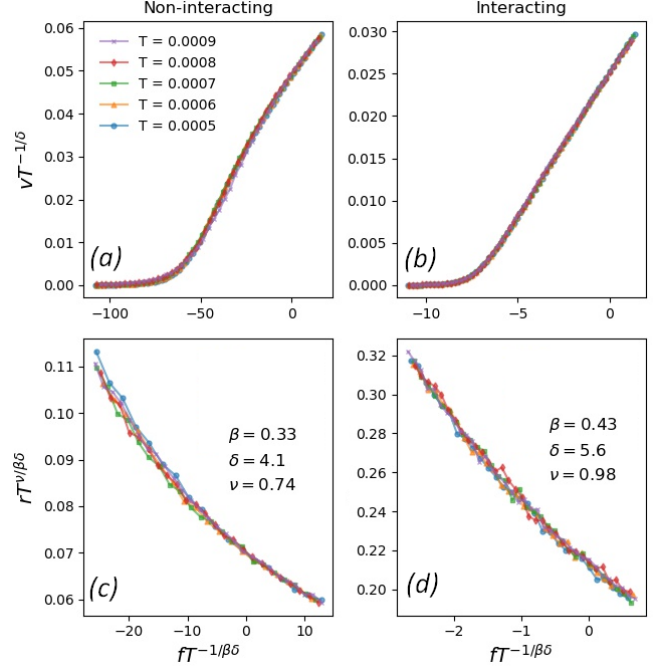 Non-interacting
Interacting
0.06
0.05
0.04
0.03
0.02
0.01
0.00
vT^{-1/δ}
T = 0.0009
T = 0.0008
T = 0.0007
T = 0.0006
T = 0.0005
(a)
−100
−50
0
0.030
0.025
0.020
0.015
0.010
0.005
0.000
(b)
−10
−5
0
0.11
0.10
0.09
0.08
0.07
0.06
rT^{ν/βδ}
β = 0.33
δ = 4.1
ν = 0.74
(c)
−20
−10
0
10
fT^{−1/βδ}
0.32
0.30
0.28
0.26
0.24
0.22
0.20
β = 0.43
δ = 5.6
ν = 0.98
(d)
−2
−1
0
fT^{−1/βδ}